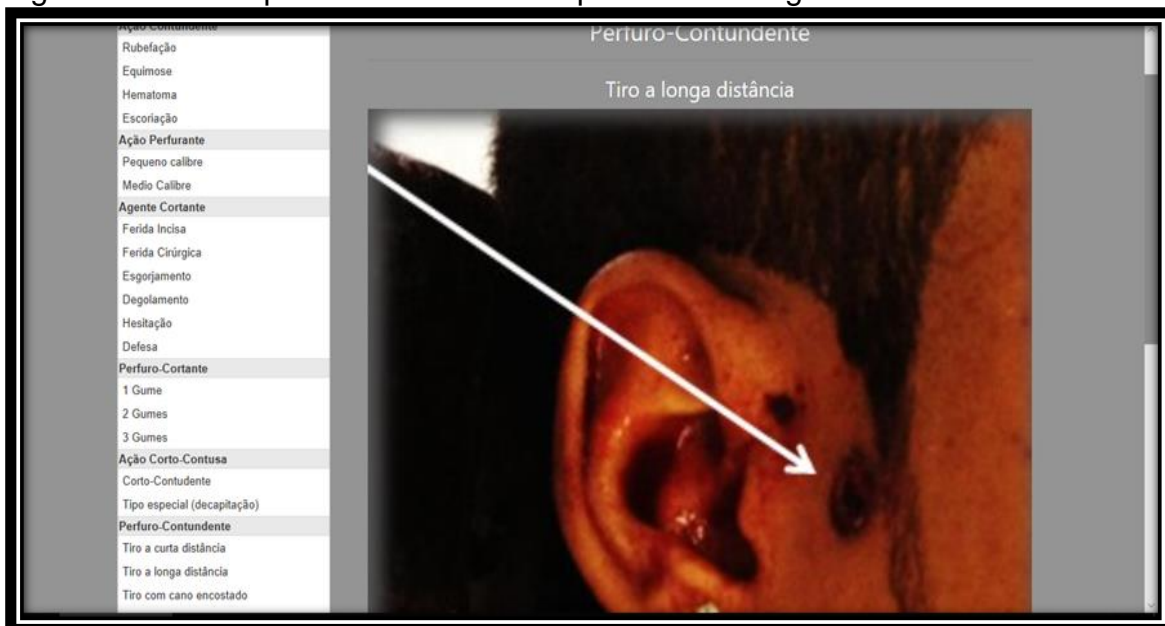 Ação Contundente
Rubefação
Equimose
Hematoma
Escoriação
Ação Perfurante
Pequeno calibre
Medio Calibre
Agente Cortante
Ferida Incisa
Ferida Cirúrgica
Esgorjamento
Degolamento
Hesitação
Defesa
Perfuro-Cortante
1 Gume
2 Gumes
3 Gumes
Ação Corto-Contusa
Corto-Contudente
Tipo especial (decapitação)
Perfuro-Contundente
Tiro a curta distância
Tiro a longa distância
Tiro com cano encostado
Perfuro-Contundente
Tiro a longa distância